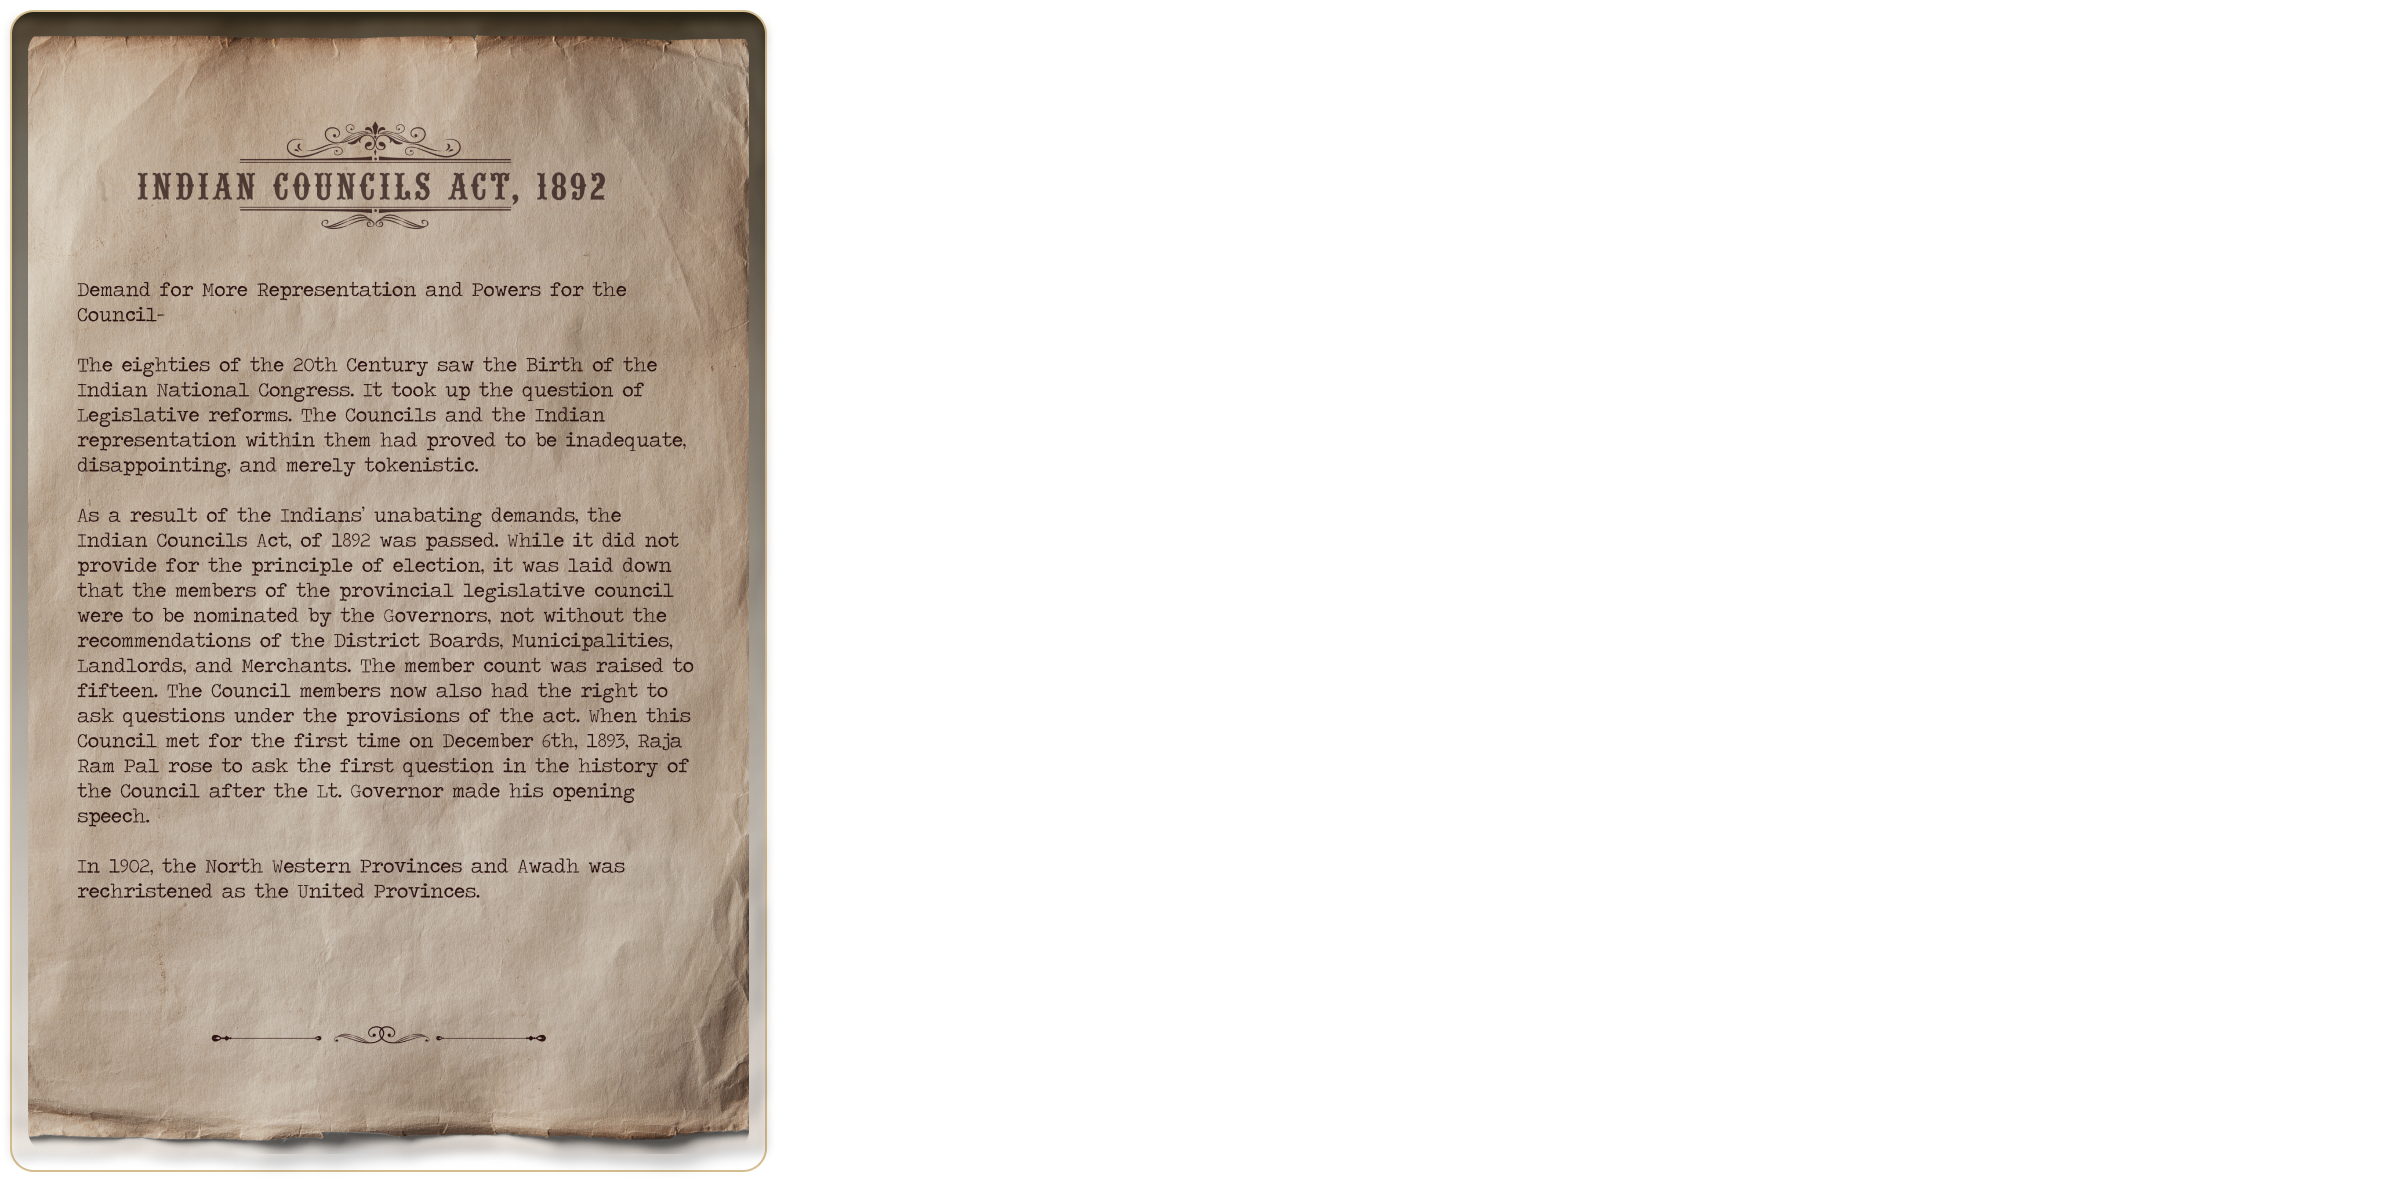 INDIAN COUNCILS ACT, 1892
Demand for More Representation and Powers for the
Council-
The eighties of the 20th Century saw the Birth of the
Indian National Congress. It took up the question of
Legislative reforms. The Councils and the Indian
representation within them had proved to be inadequate,
disappointing, and merely tokenistic.
As a result of the Indians' unabating demands, the
Indian Councils Act, of 1892 was passed. While it did not
provide for the principle of election, it was laid down
that the members of the provincial legislative council
were to be nominated by the Governors, not without the
recommendations of the District Boards, Municipalities,
Landlords, and Merchants. The member count was raised to
fifteen. The Council members now also had the right to
ask questions under the provisions of the act. When this
Council met for the first time on December 6th, 1893, Raja
Ram Pal rose to ask the first question in the history of
the Council after the Lt. Governor made his opening
speech.
In 1902, the North Western Provinces and Awadh was
rechristened as the United Provinces.